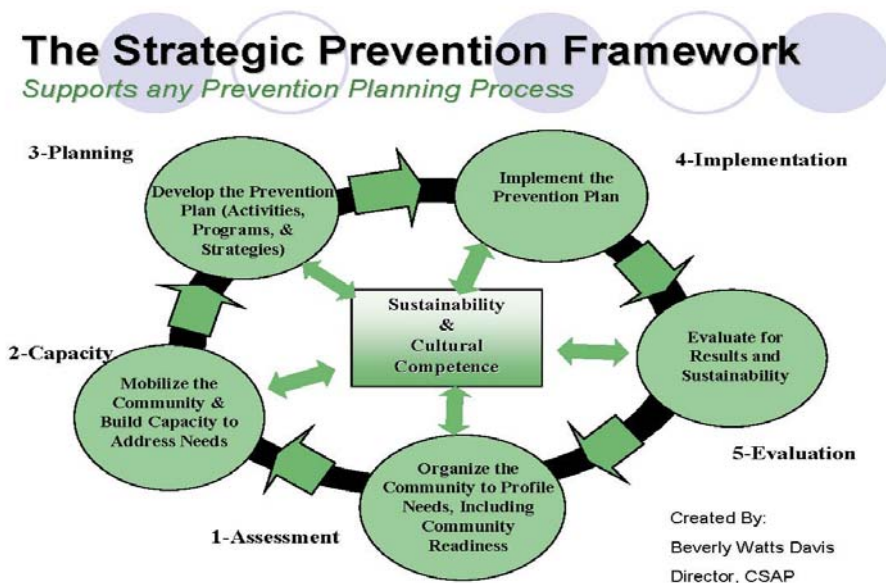 The Strategic Prevention Framework
Supports any Prevention Planning Process
3-Planning
Develop the Prevention
Plan (Activities,
Programs, &
Strategies)
Implement the
Prevention Plan
4-Implementation
Sustainability
&
Cultural
Competence
2-Capacity
Mobilize the
Community &
Build Capacity to
Address Needs
Evaluate for
Results and
Sustainability
1-Assessment
Organize the
Community to Profile
Needs, Including
Community
Readiness
5-Evaluation
Created By:
Beverly Watts Davis
Director, CSAP